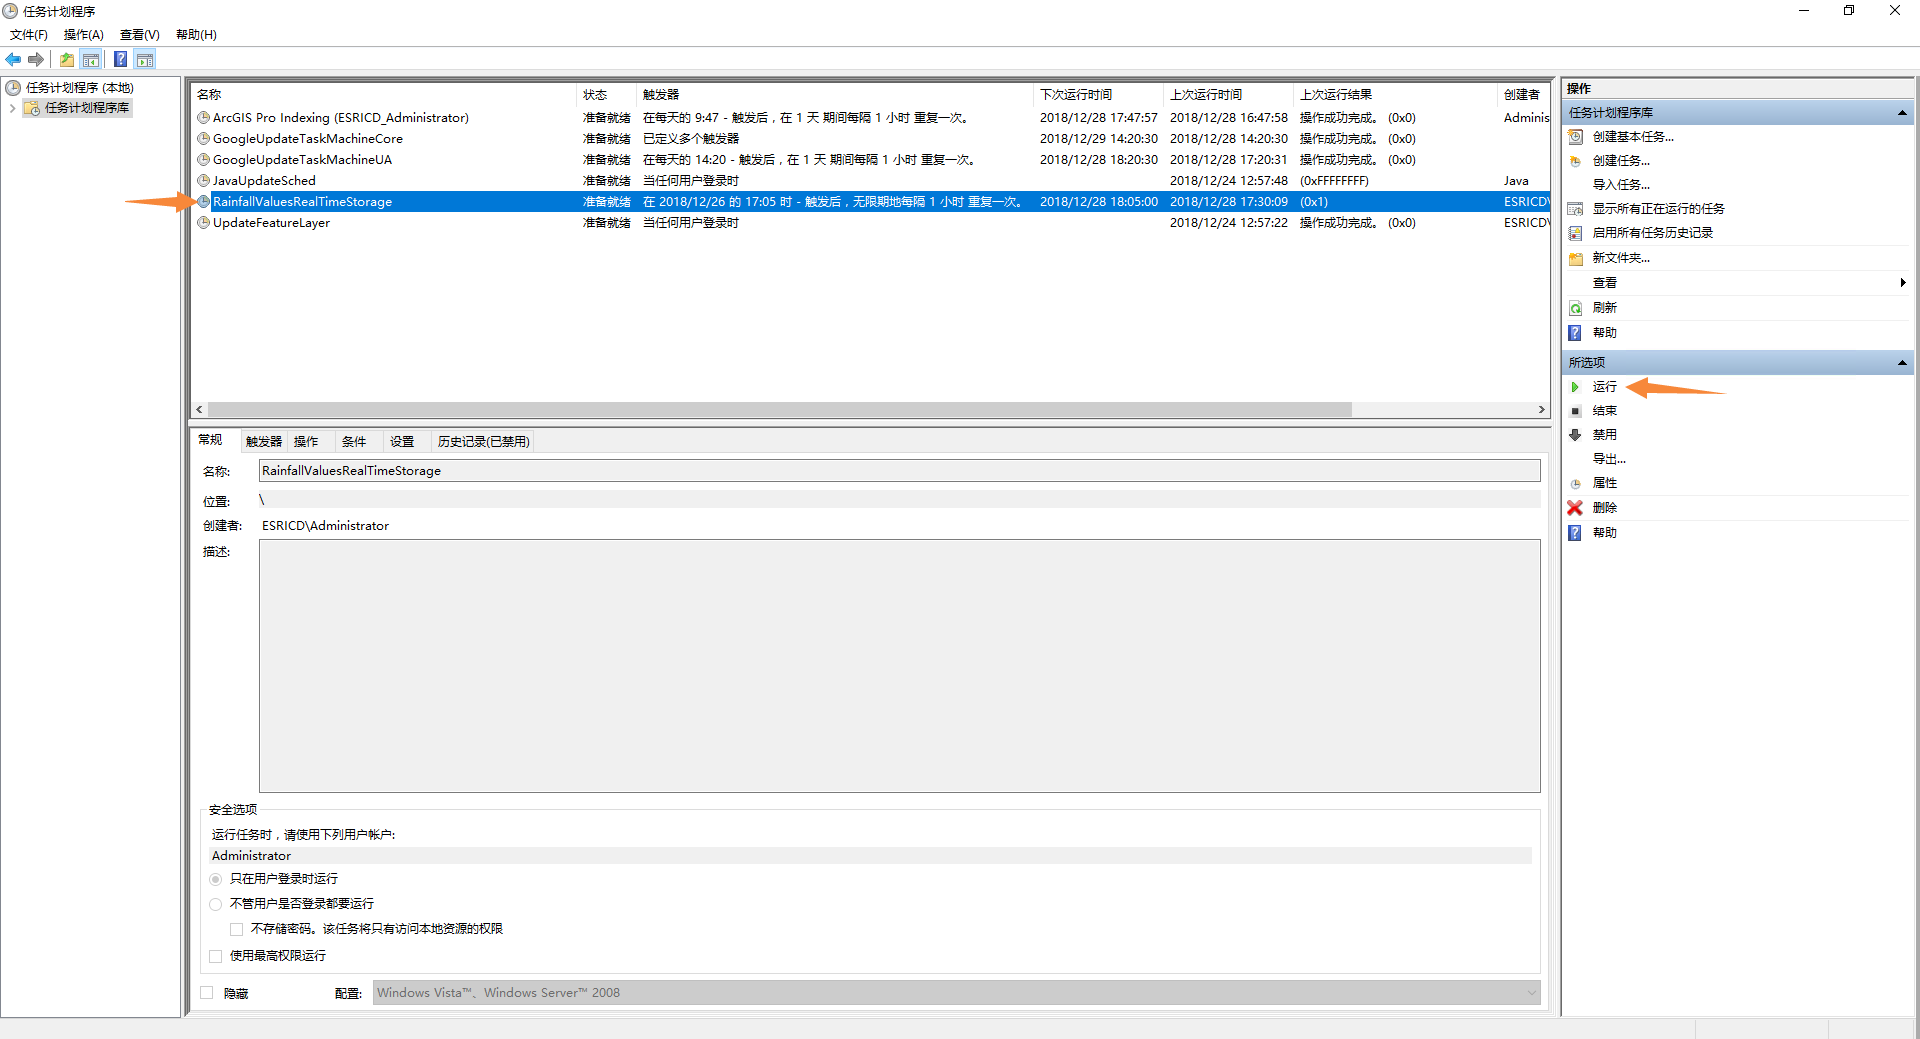 任务计划程序
文件(F) 操作(A) 查看(V) 帮助(H)
任务计划程序 (本地)
任务计划程序库
名称 状态 触发器 下次运行时间 上次运行时间 上次运行结果 创建者
ArcGIS Pro Indexing (ESRICD_Administrator) 准备就绪 在每天的 9:47 - 触发后，在 1 天 期间每隔 1 小时 重复一次。 2018/12/28 17:47:57 2018/12/28 16:47:58 操作成功完成。 (0x0) Adminis
GoogleUpdateTaskMachineCore 准备就绪 已定义多个触发器 2018/12/29 14:20:30 2018/12/28 14:20:30 操作成功完成。 (0x0)
GoogleUpdateTaskMachineUA 准备就绪 在每天的 14:20 - 触发后，在 1 天 期间每隔 1 小时 重复一次。 2018/12/28 18:20:30 2018/12/28 17:20:31 操作成功完成。 (0x0)
JavaUpdateSched 准备就绪 当任何用户登录时 2018/12/24 12:57:48 (0xFFFFFFFF) Java
RainfallValuesRealTimeStorage 准备就绪 在 2018/12/26 的 17:05 时 - 触发后，无限期地每隔 1 小时 重复一次。 2018/12/28 18:05:00 2018/12/28 17:30:09 (0x1) ESRICD\
UpdateFeatureLayer 准备就绪 当任何用户登录时 2018/12/24 12:57:22 操作成功完成。 (0x0) ESRICD\
常规 触发器 操作 条件 设置 历史记录(已禁用)
名称: RainfallValuesRealTimeStorage
位置: \
创建者: ESRICD\Administrator
描述:
安全选项
运行任务时，请使用下列用户帐户:
Administrator
只在用户登录时运行
不管用户是否登录都要运行
不存储密码。该任务将只有访问本地资源的权限
使用最高权限运行
隐藏 配置: Windows Vista™、Windows Server™ 2008
操作
任务计划程序库
创建基本任务...
创建任务...
导入任务...
显示所有正在运行的任务
启用所有任务历史记录
新文件夹...
查看
刷新
帮助
所选项
运行
结束
禁用
导出...
属性
删除
帮助